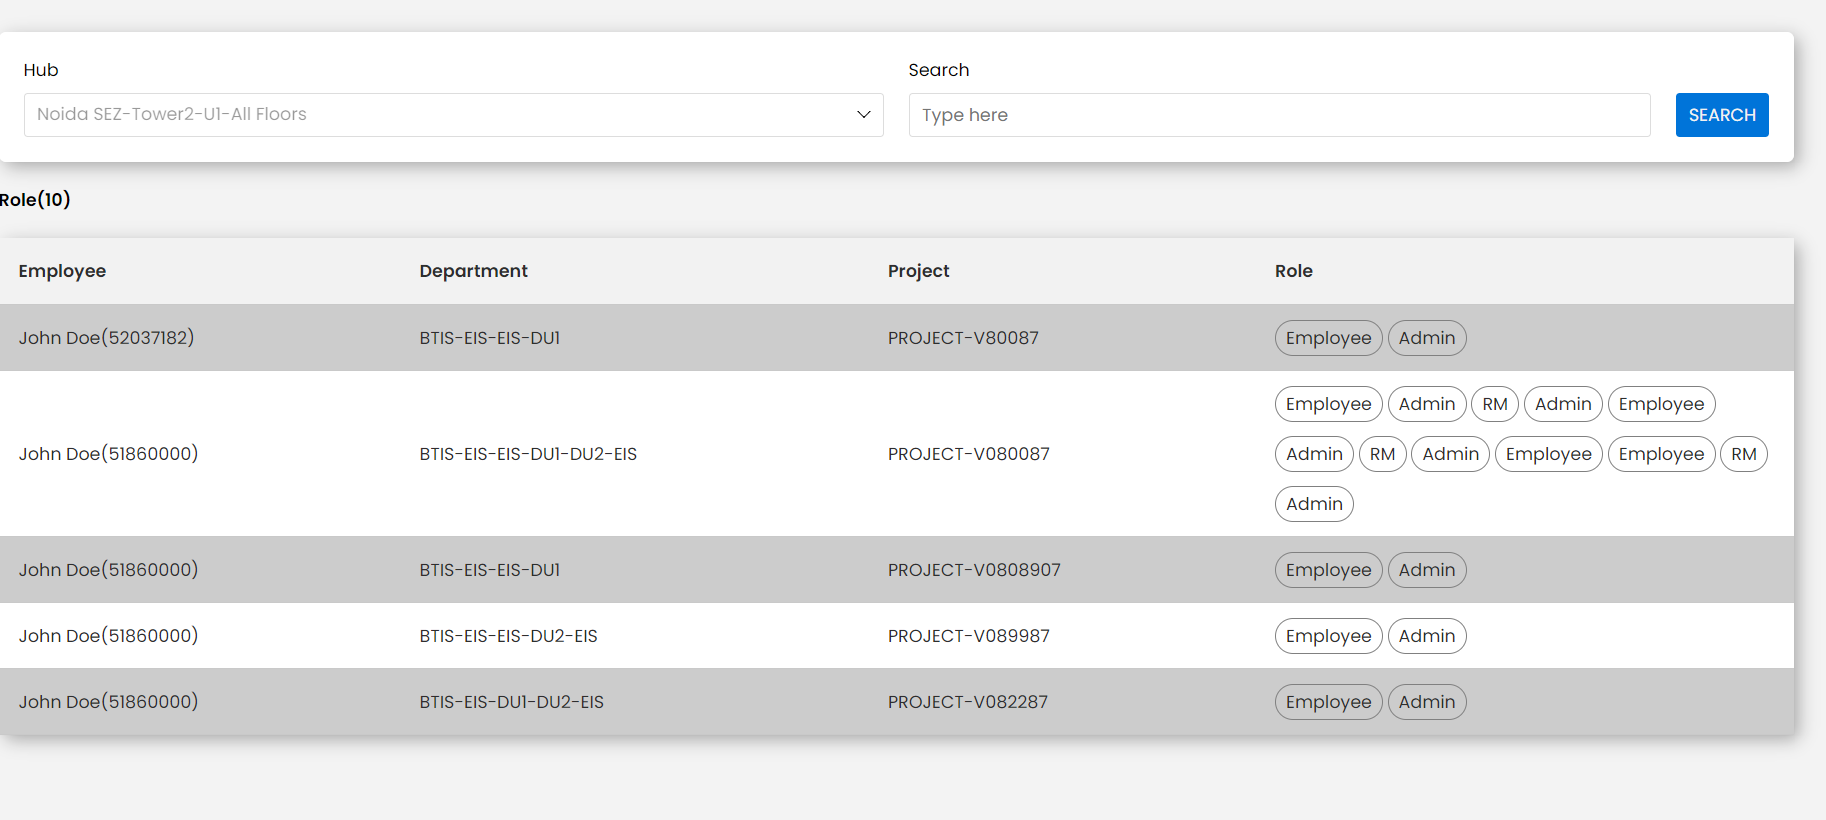 Hub Search
Noida SEZ-Tower2-U1-All Floors Type here SEARCH
Role(10)
Employee Department Project Role
John Doe(52037182) BTIS-EIS-EIS-DU1 PROJECT-V80087 Employee Admin
Employee Admin RM Admin Employee
John Doe(51860000) BTIS-EIS-EIS-DU1-DU2-EIS PROJECT-V080087 Admin RM Admin Employee Employee RM
Admin
John Doe(51860000) BTIS-EIS-EIS-DU1 PROJECT-V0808907 Employee Admin
John Doe(51860000) BTIS-EIS-EIS-DU2-EIS PROJECT-V089987 Employee Admin
John Doe(51860000) BTIS-EIS-DU1-DU2-EIS PROJECT-V082287 Employee Admin